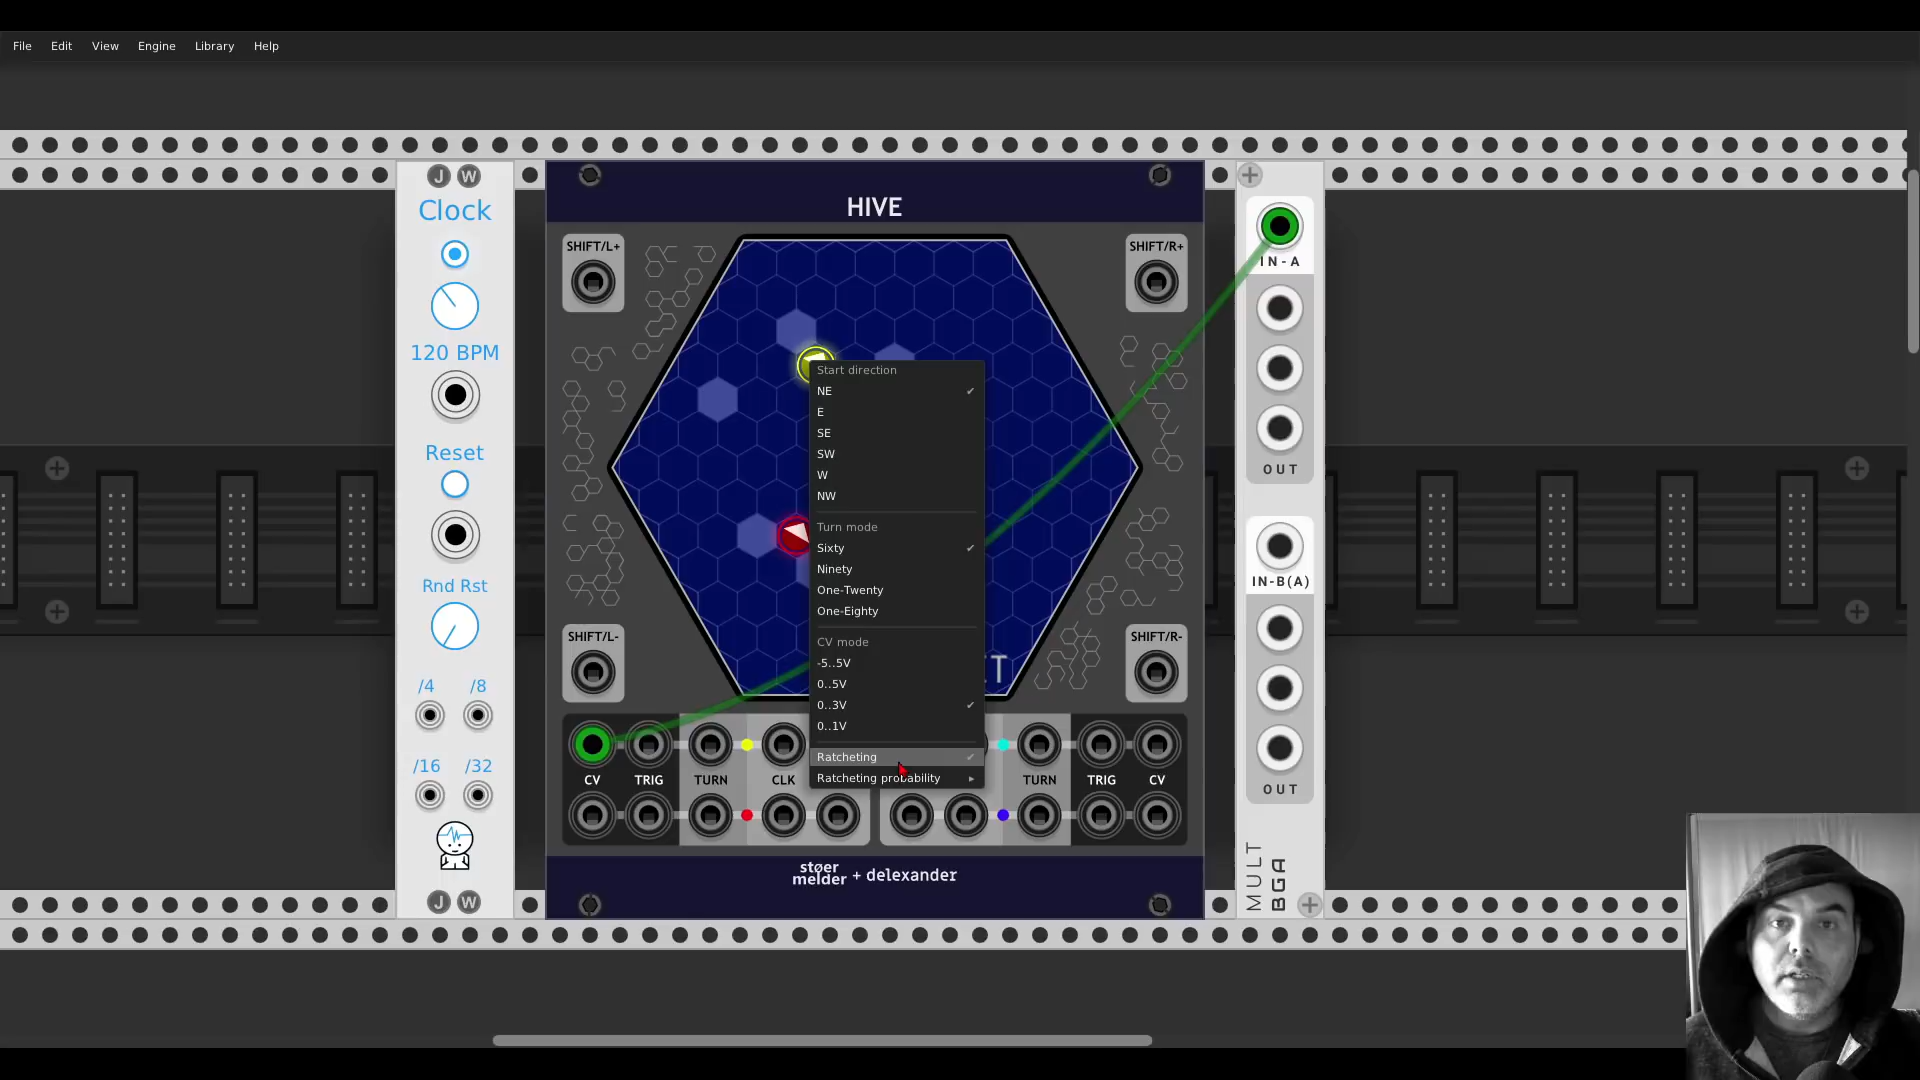 File Edit View Engine Library Help
J W
Clock
120 BPM
Reset
Rnd Rst
/4 /8
/16 /32
J W
HIVE
SHIFT/L+
SHIFT/R+
SHIFT/L-
SHIFT/R-
Start direction
NE
E
SE
SW
W
NW
Turn mode
Sixty
Ninety
One-Twenty
One-Eighty
CV mode
-5..5V
0..5V
0..3V
0..1V
Ratcheting
Ratcheting probability
CV TRIG TURN CLK
TURN TRIG CV
støer
melder + delexander
IN-A
OUT
IN-B(A)
OUT
MULT
BGA